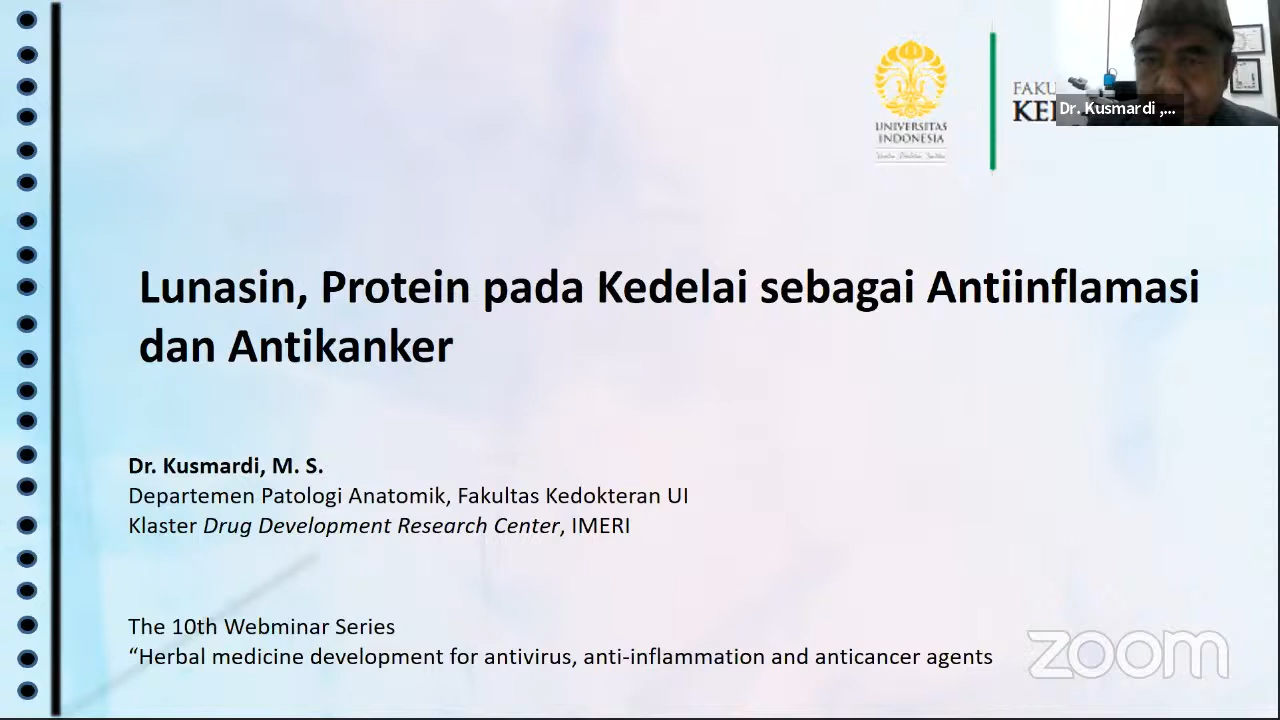 UNIVERSITAS
INDONESIA
FAKU
KE
Dr. Kusmardi ,...
Lunasin, Protein pada Kedelai sebagai Antiinflamasi
dan Antikanker
Dr. Kusmardi, M. S.
Departemen Patologi Anatomik, Fakultas Kedokteran UI
Klaster Drug Development Research Center, IMERI
The 10th Webminar Series
“Herbal medicine development for antivirus, anti-inflammation and anticancer agents
zoom